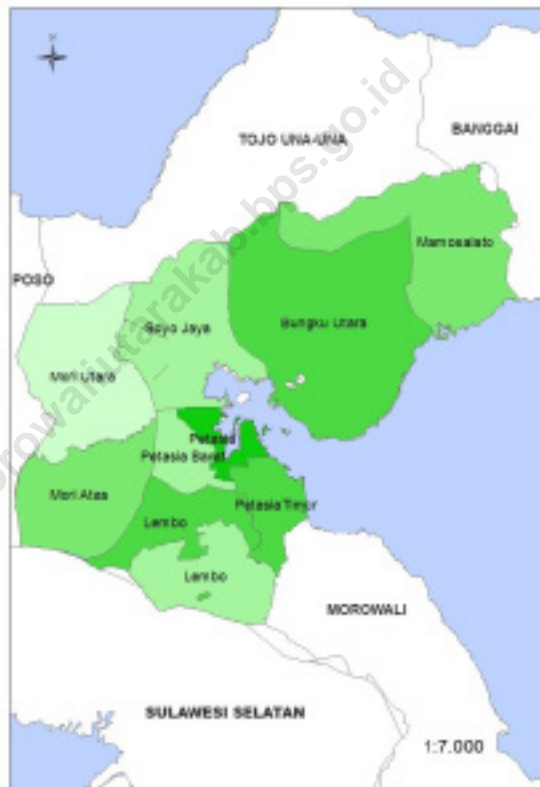 N
TOJO UNA-UNA
BANGGAI
Mamosalato
POSO
Soyo Jaya
Bungku Utara
Mori Utara
Petasia
Petasia Barat
Mori Atas
Petasia Timur
Lembo
Lembo
MOROWALI
SULAWESI SELATAN
1:7.000
orowaliutarakab.bps.go.id